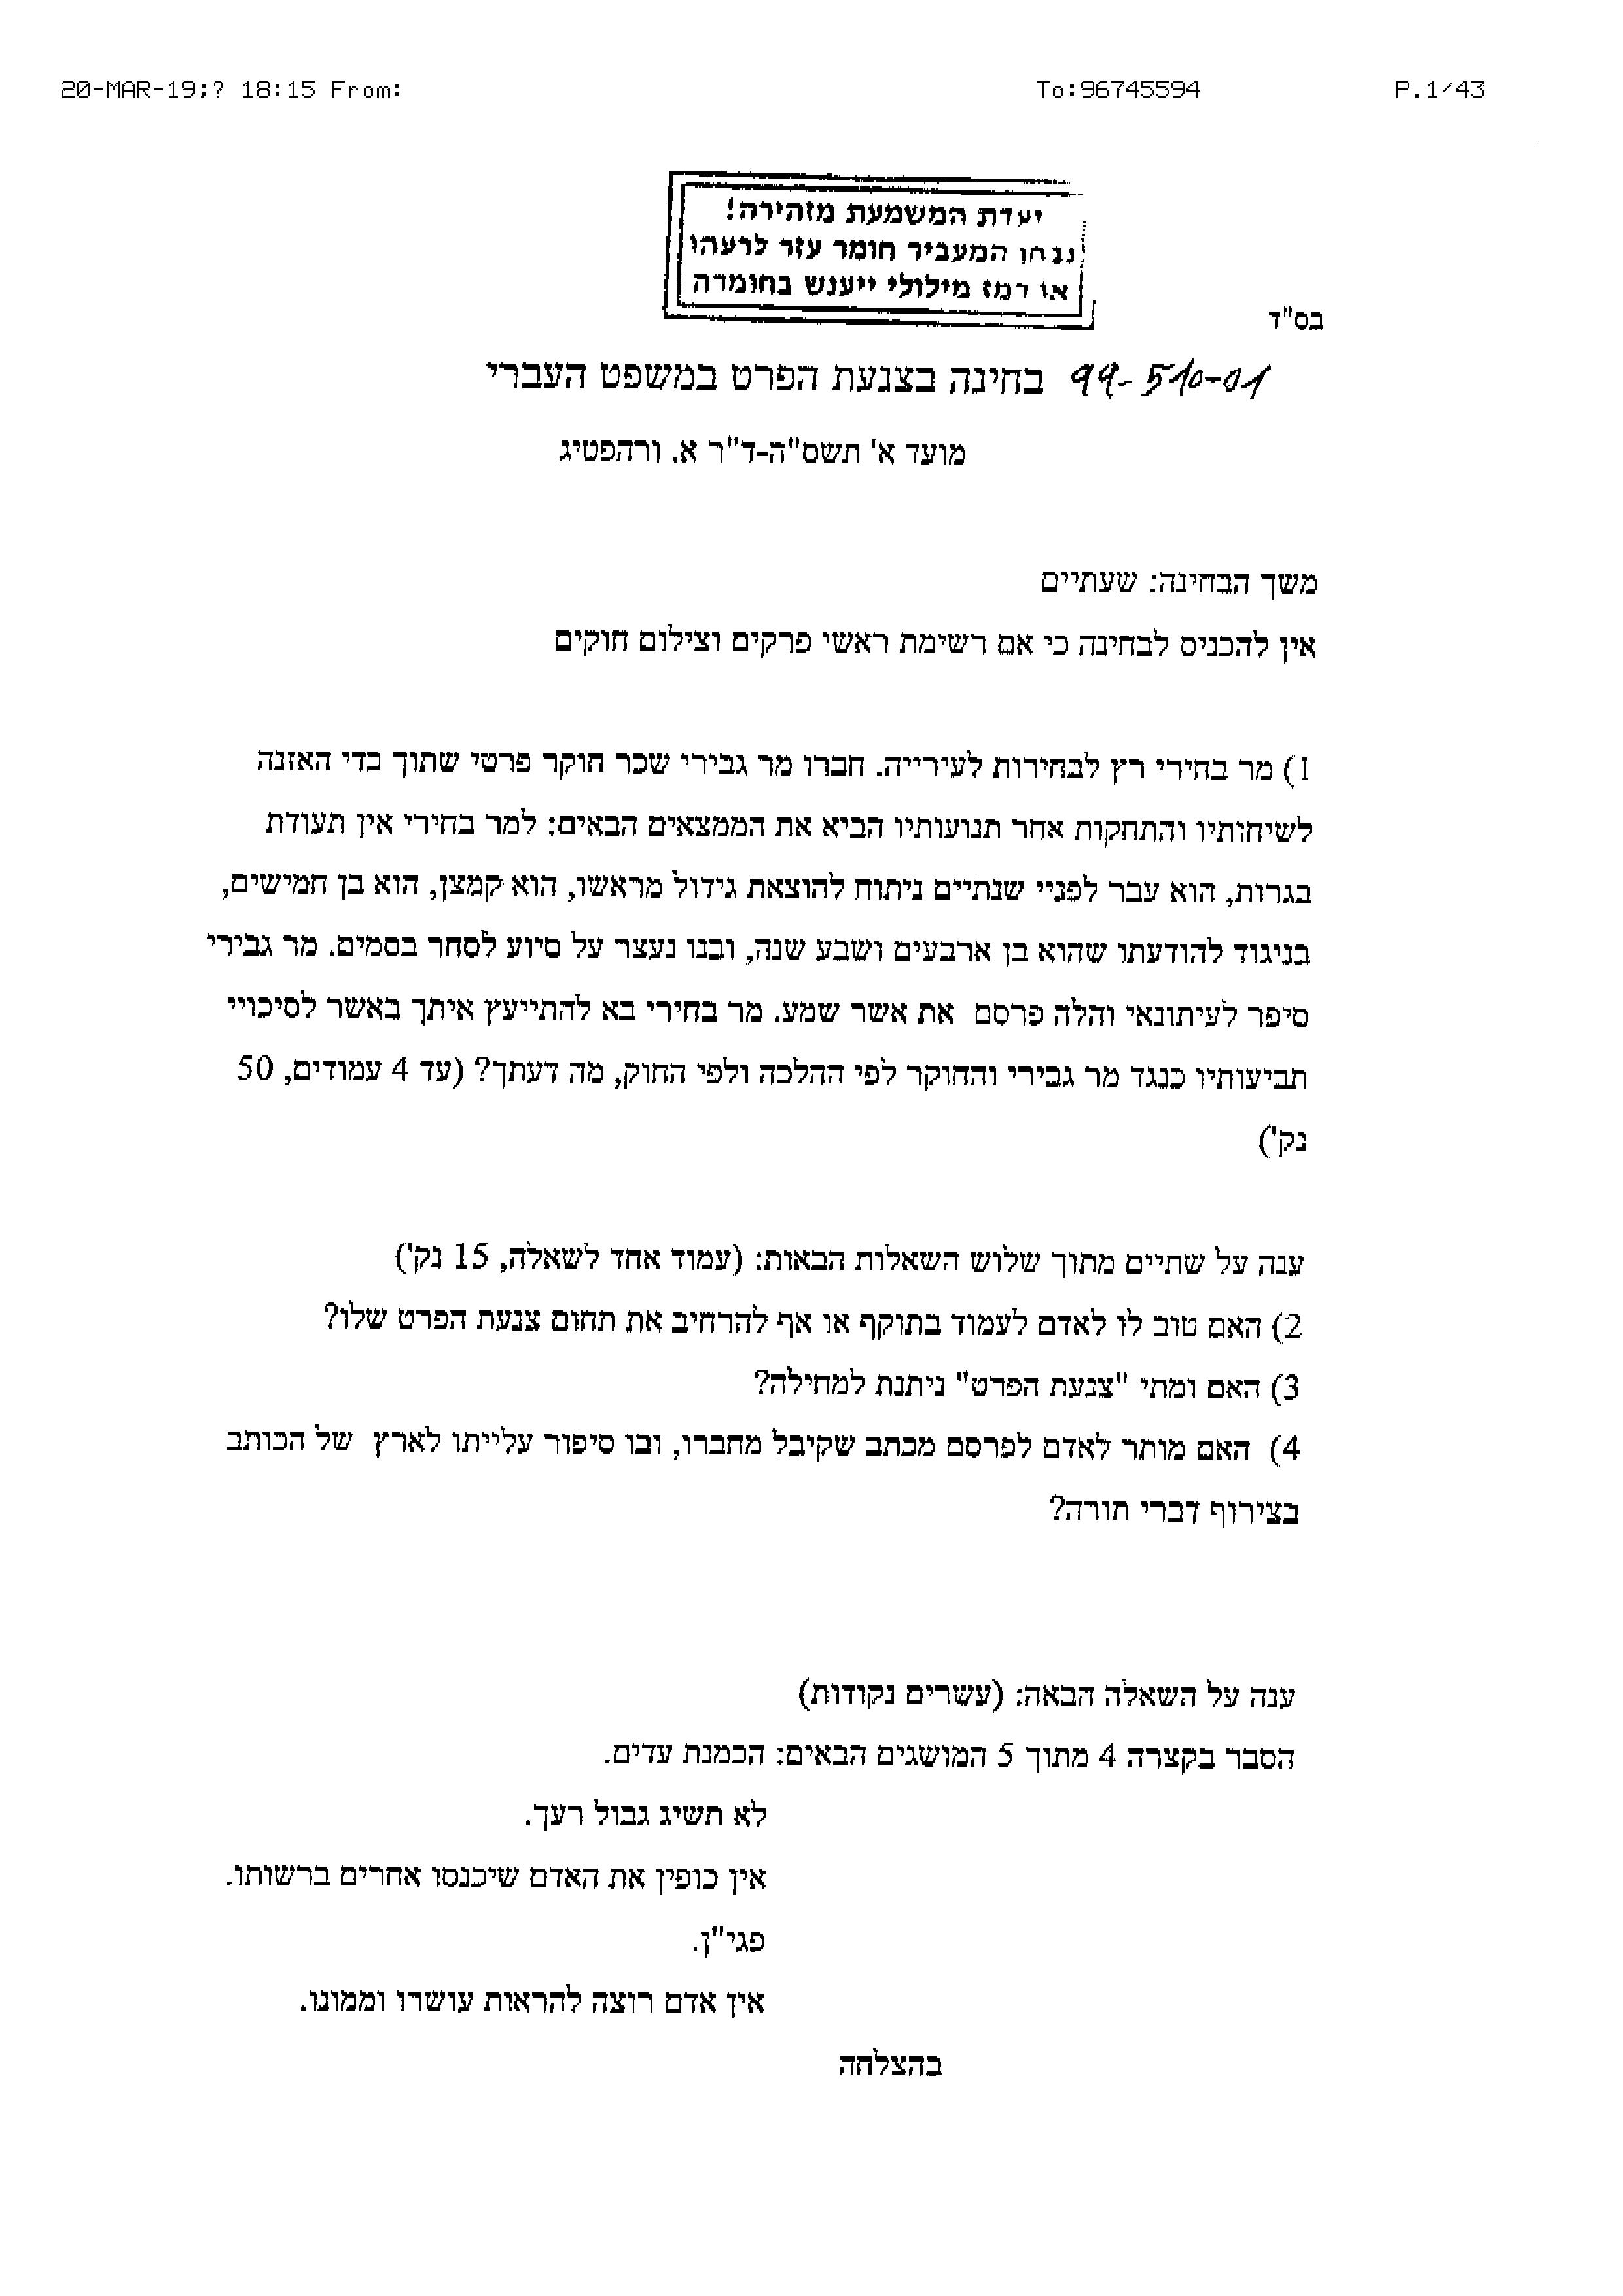 20-MAR-19;? 18:15 From: To:96745594 P.1/43
יעדת המשמעת מזהירה!
נבחן המעביר חומר עזר לרעהו
או רמז מילולי ייענש בחומרה
בס"ד
99-510-01 בחינה בצנעת הפרט במשפט העברי
מועד א' תשס"ה-ד"ר א. ורהפטיג
משך הבחינה: שעתיים
אין להכניס לבחינה כי אם רשימת ראשי פרקים וצילום חוקים
1) מר בחירי רץ לבחירות לעירייה. חברו מר גבירי שכר חוקר פרטי שתוך כדי האזנה
לשיחותיו והתחקות אחר תנועותיו הביא את הממצאים הבאים: למר בחירי אין תעודת
בגרות, הוא עבר לפניי שנתיים ניתוח להוצאת גידול מראשו, הוא קמצן, הוא בן חמישים,
בניגוד להודעתו שהוא בן ארבעים ושבע שנה, ובנו נעצר על סיוע לסחר בסמים. מר גבירי
סיפר לעיתונאי והלה פרסם את אשר שמע. מר בחירי בא להתייעץ איתך באשר לסיכויי
תביעותיו כנגד מר גבירי והחוקר לפי ההלכה ולפי החוק, מה דעתך? (עד 4 עמודים, 50
נק')
ענה על שתיים מתוך שלוש השאלות הבאות: (עמוד אחד לשאלה, 15 נק')
2) האם טוב לו לאדם לעמוד בתוקף או אף להרחיב את תחום צנעת הפרט שלו?
3) האם ומתי "צנעת הפרט" ניתנת למחילה?
4) האם מותר לאדם לפרסם מכתב שקיבל מחברו, ובו סיפור עלייתו לארץ של הכותב
בצירוף דברי תורה?
ענה על השאלה הבאה: (עשרים נקודות)
הסבר בקצרה 4 מתוך 5 המושגים הבאים: הכמנת עדים.
לא תשיג גבול רעך.
אין כופין את האדם שיכנסו אחרים ברשותו.
פגי"ן.
אין אדם רוצה להראות עושרו וממונו.
בהצלחה